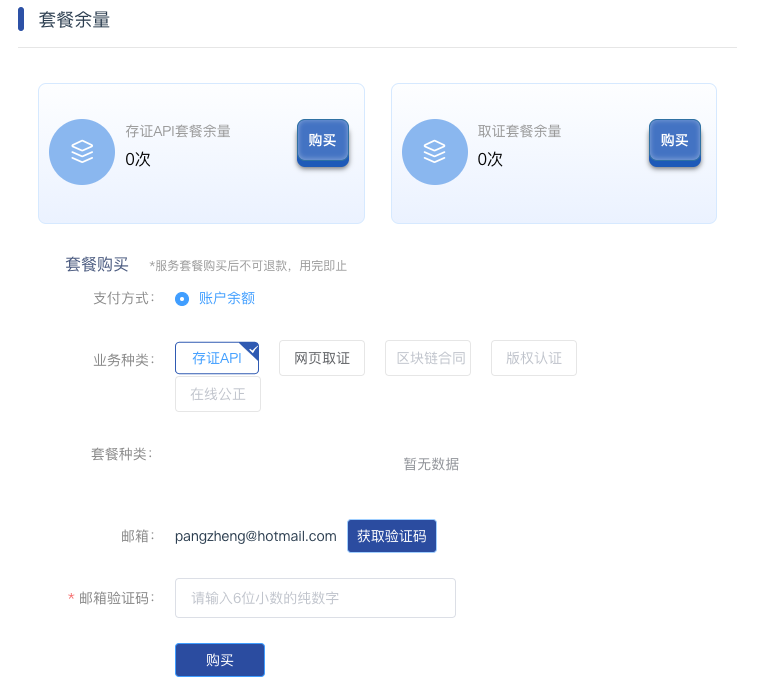 套餐余量
存证API套餐余量
0次
购买
取证套餐余量
0次
购买
套餐购买 *服务套餐购买后不可退款，用完即止
支付方式： 账户余额
业务种类： 存证API 网页取证 区块链合同 版权认证
在线公正
套餐种类：
暂无数据
邮箱： pangzheng@hotmail.com 获取验证码
* 邮箱验证码： 请输入6位小数的纯数字
购买